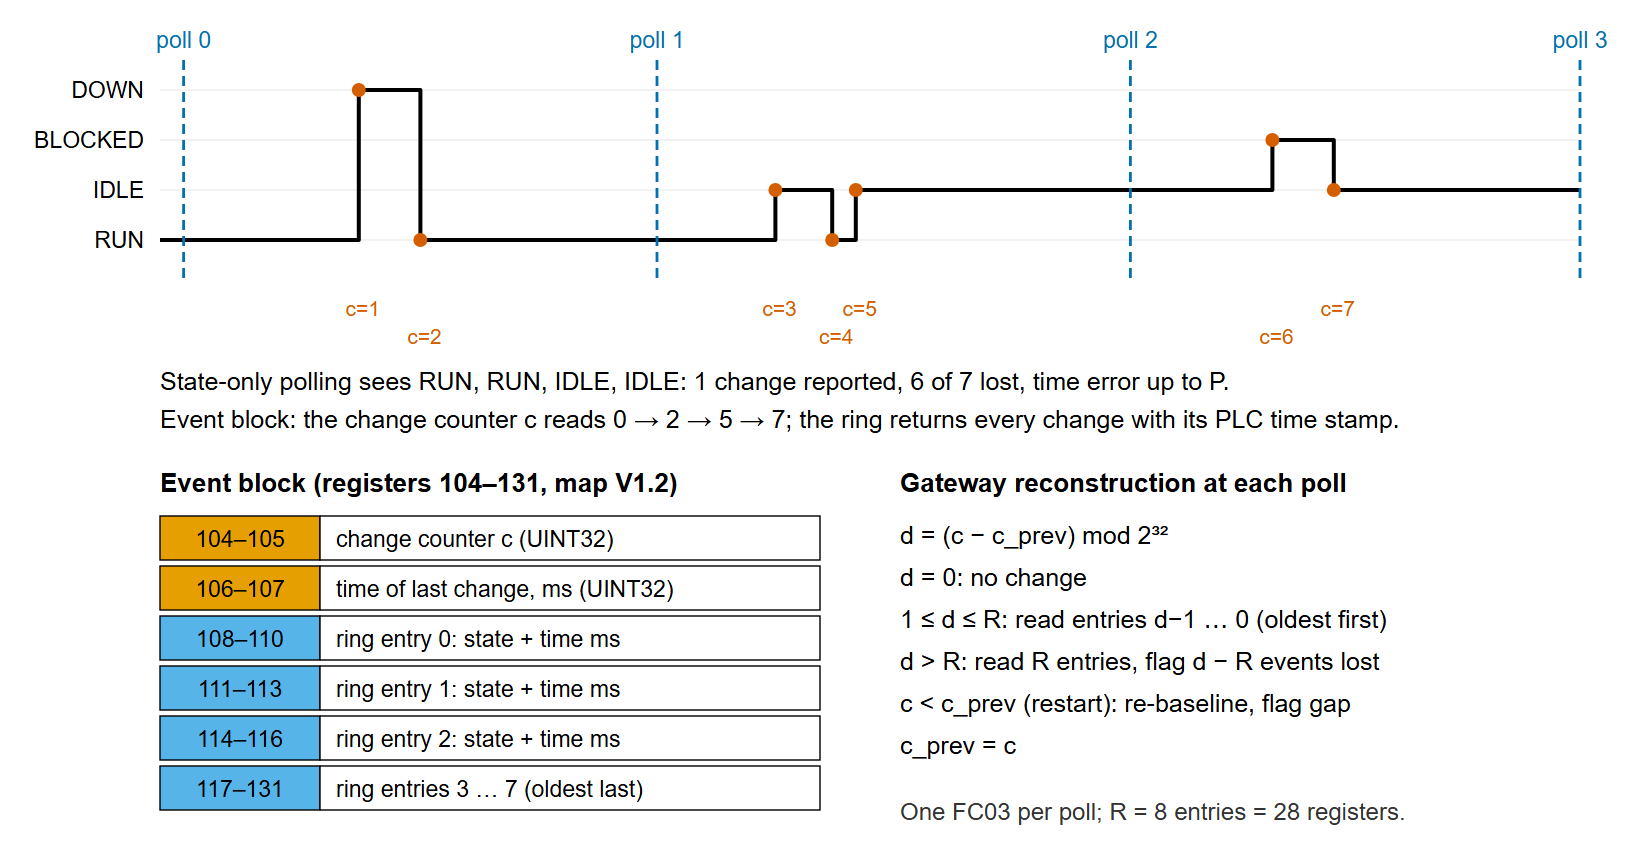 poll 0
poll 1
poll 2
poll 3
DOWN
BLOCKED
IDLE
RUN
c=1
c=3
c=5
c=7
c=2
c=4
c=6
State-only polling sees RUN, RUN, IDLE, IDLE: 1 change reported, 6 of 7 lost, time error up to P.
Event block: the change counter c reads 0 → 2 → 5 → 7; the ring returns every change with its PLC time stamp.
Event block (registers 104–131, map V1.2)
104–105 change counter c (UINT32)
106–107 time of last change, ms (UINT32)
108–110 ring entry 0: state + time ms
111–113 ring entry 1: state + time ms
114–116 ring entry 2: state + time ms
117–131 ring entries 3 … 7 (oldest last)
Gateway reconstruction at each poll
d = (c − c_prev) mod 2³²
d = 0: no change
1 ≤ d ≤ R: read entries d−1 … 0 (oldest first)
d > R: read R entries, flag d − R events lost
c < c_prev (restart): re-baseline, flag gap
c_prev = c
One FC03 per poll; R = 8 entries = 28 registers.